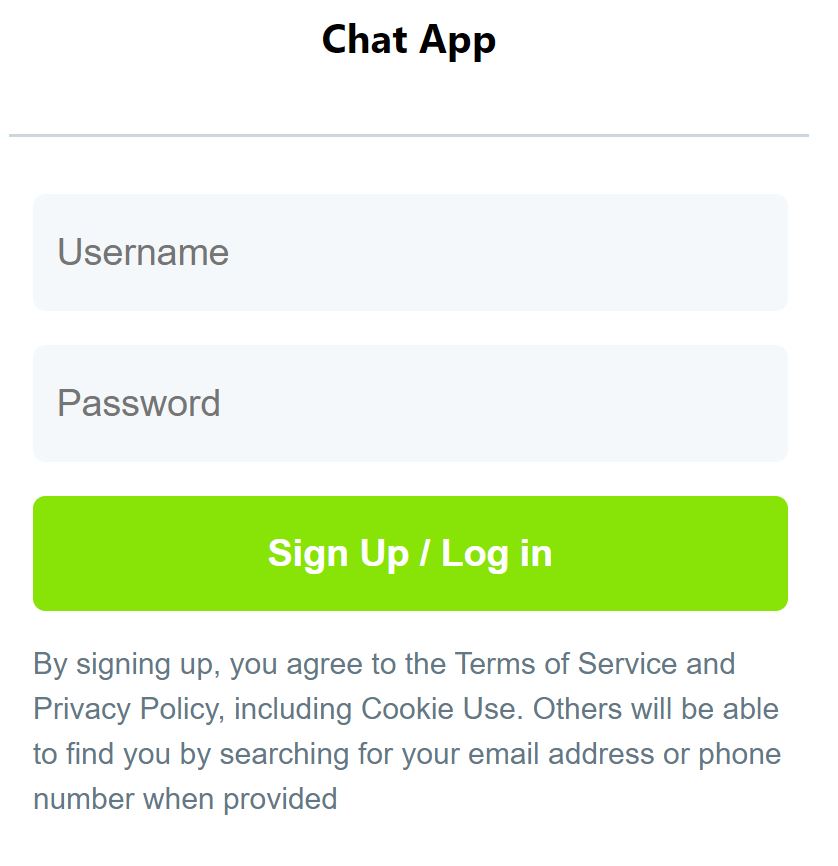 Chat App
Username
Password
Sign Up / Log in
By signing up, you agree to the Terms of Service and
Privacy Policy, including Cookie Use. Others will be able
to find you by searching for your email address or phone
number when provided